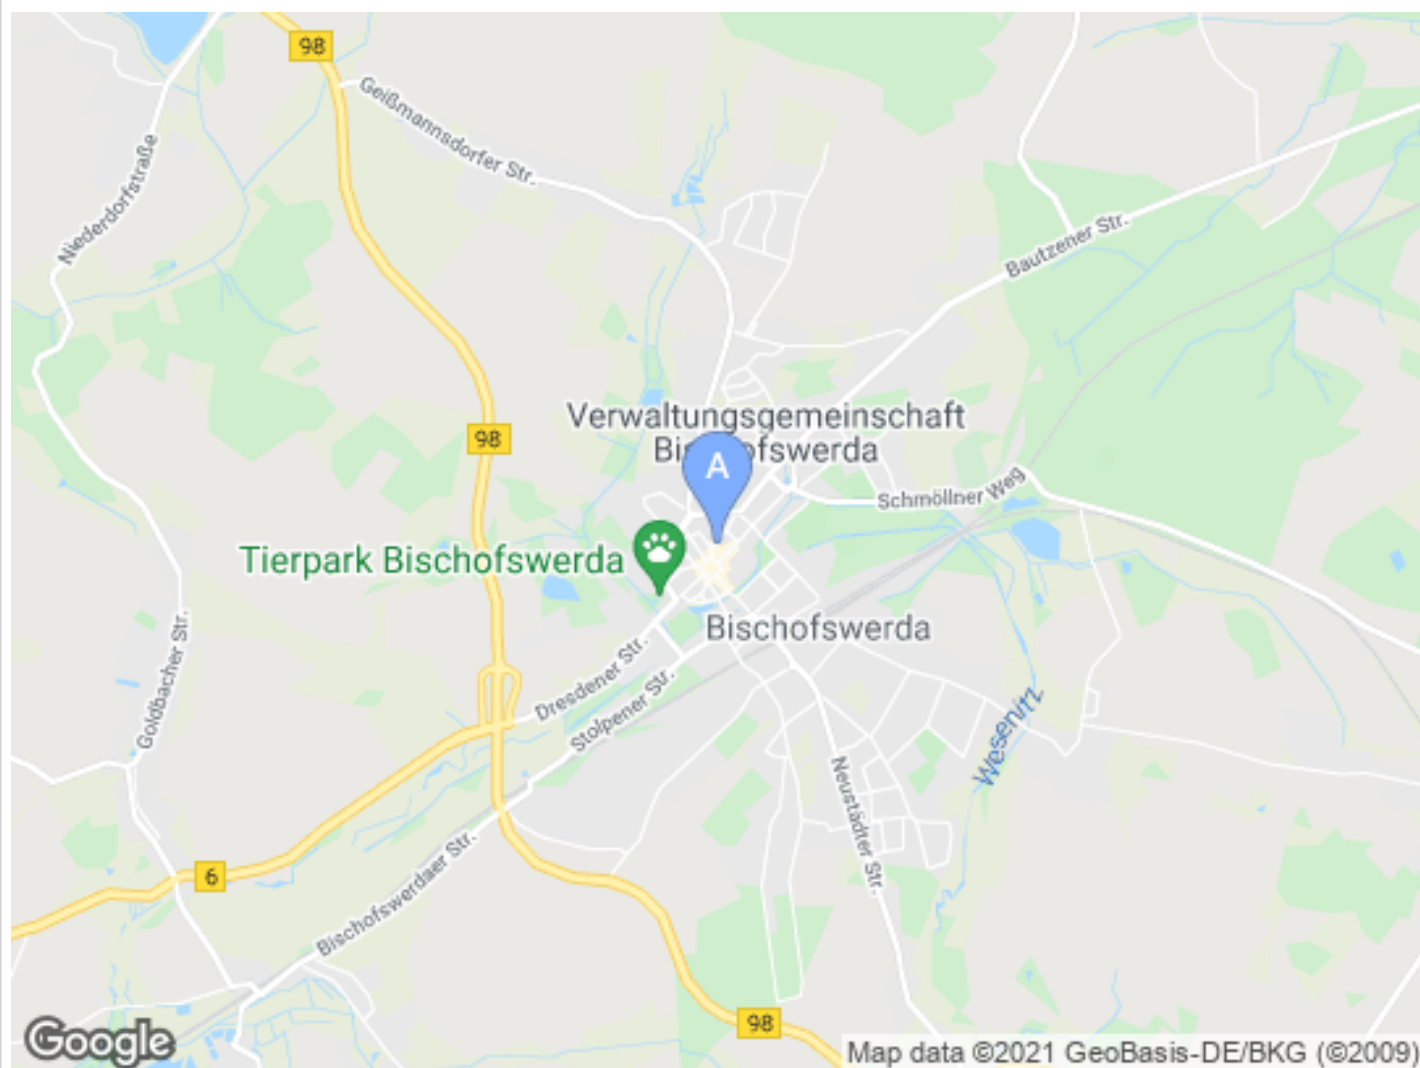 98
Geißmannsdorfer Str.
Niederdorfstraße
Bautzener Str.
98
Verwaltungsgemeinschaft
Bischofswerda
A
Schmöllner Weg
Tierpark Bischofswerda
Bischofswerda
Goldbacher Str.
Dresdener Str.
Stolpener Str.
Wesenitz
Neustädter Str.
6
Bischofswerdaer Str.
98
Google
Map data ©2021 GeoBasis-DE/BKG (©2009)